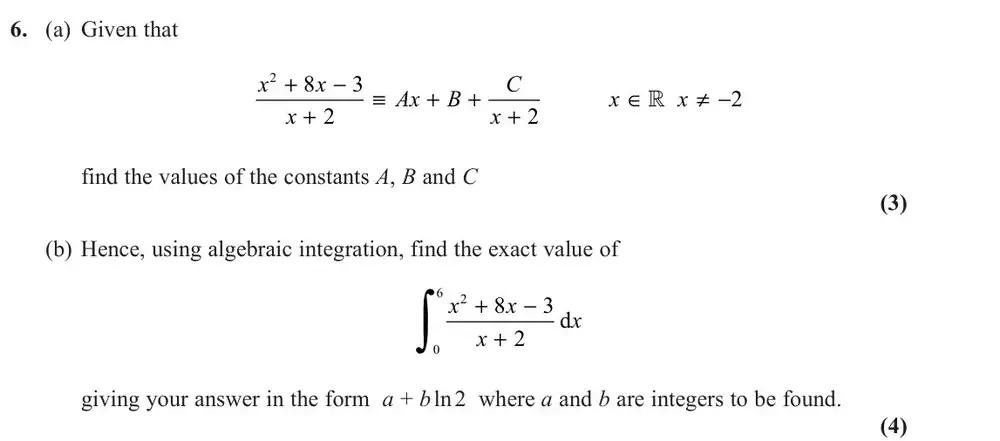 6. (a) Given that
x² + 8x − 3
x + 2
≡ Ax + B +
C
x + 2
x ∈ ℝ x ≠ −2
find the values of the constants A, B and C
(3)
(b) Hence, using algebraic integration, find the exact value of
∫
6
0
x² + 8x − 3
x + 2
dx
giving your answer in the form a + b ln 2 where a and b are integers to be found.
(4)